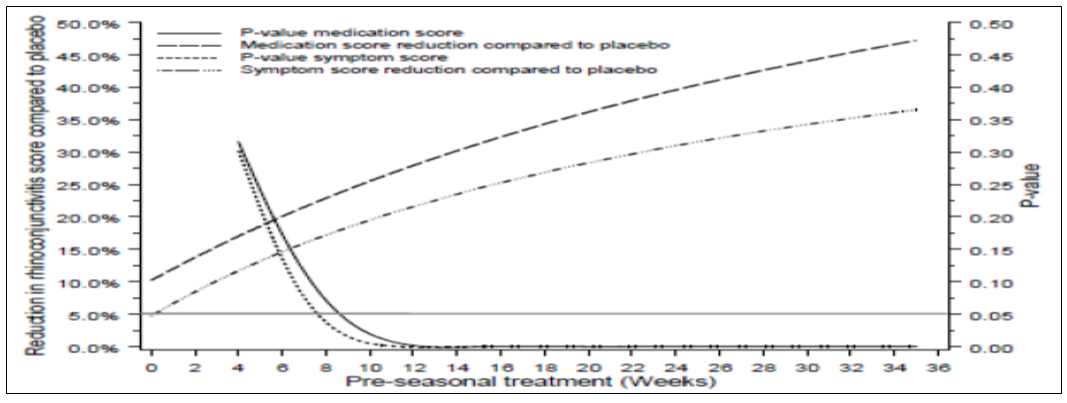 Reduction in rhinoconjunctivitis score compared to placebo
50.0%
45.0%
40.0%
35.0%
30.0%
25.0%
20.0%
15.0%
10.0%
5.0%
0.0%
P-value medication score
Medication score reduction compared to placebo
P-value symptom score
Symptom score reduction compared to placebo
0.50
0.45
0.40
0.35
0.30
0.25
0.20
0.15
0.10
0.05
0.00
P-value
0 2 4 6 8 10 12 14 16 18 20 22 24 26 28 30 32 34 36
Pre-seasonal treatment (Weeks)